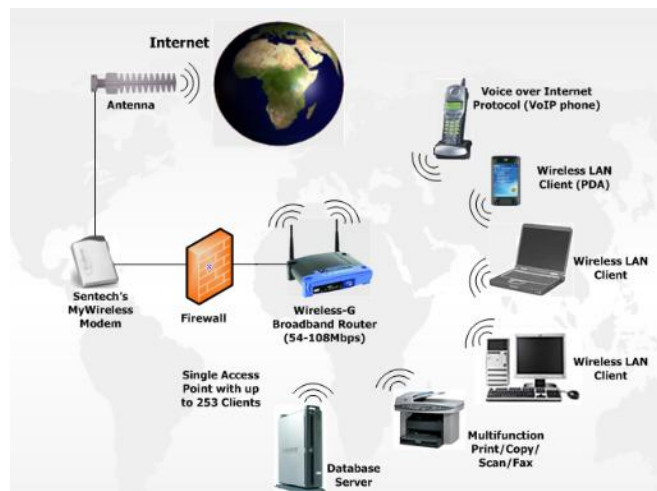 Internet
Antenna
Voice over Internet
Protocol (VoIP phone)
Wireless LAN
Client (PDA)
Wireless LAN
Client
Sentech's
MyWireless
Modem
Firewall
Wireless-G
Broadband Router
(54-108Mbps)
Wireless LAN
Client
Single Access
Point with up
to 253 Clients
Multifunction
Print/Copy/
Scan/Fax
Database
Server